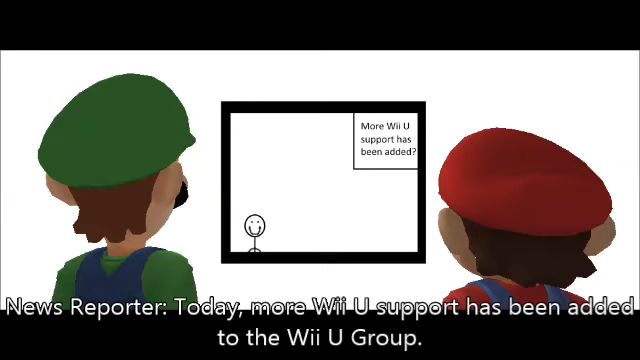 More Wii U
support has
been added?
News Reporter: Today, more Wii U support has been added
to the Wii U Group.